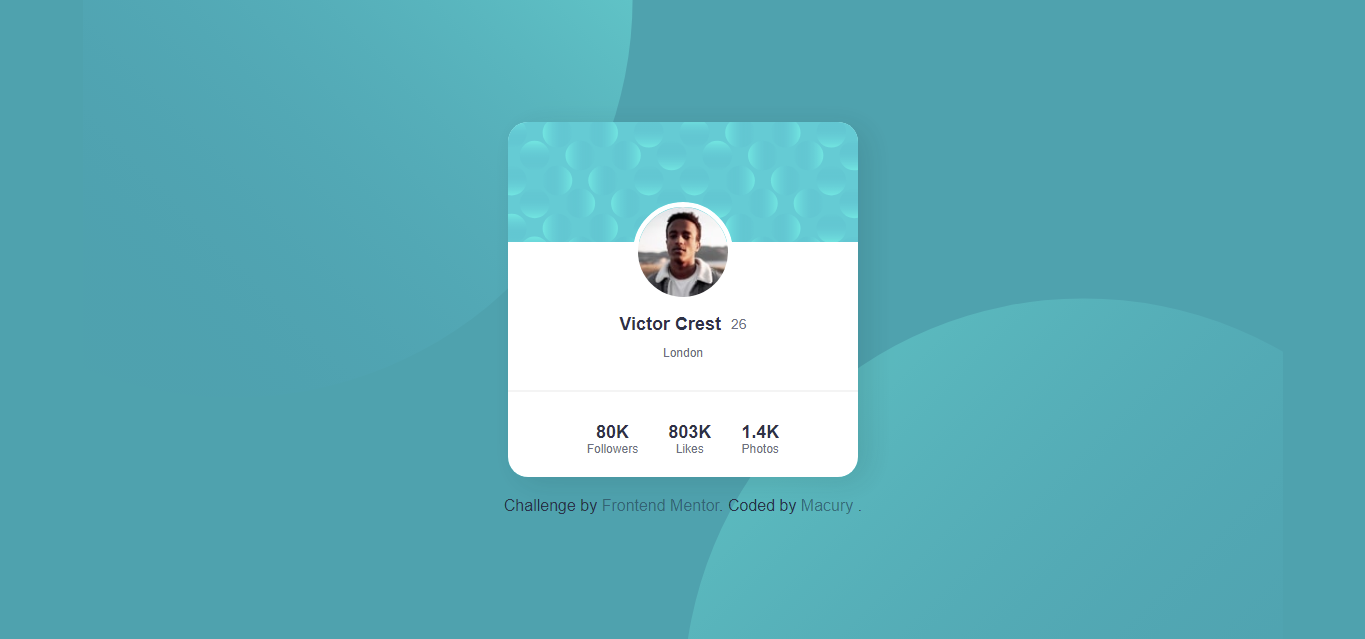 Victor Crest 26
London
80K 803K 1.4K
Followers Likes Photos
Challenge by Frontend Mentor. Coded by Macury .